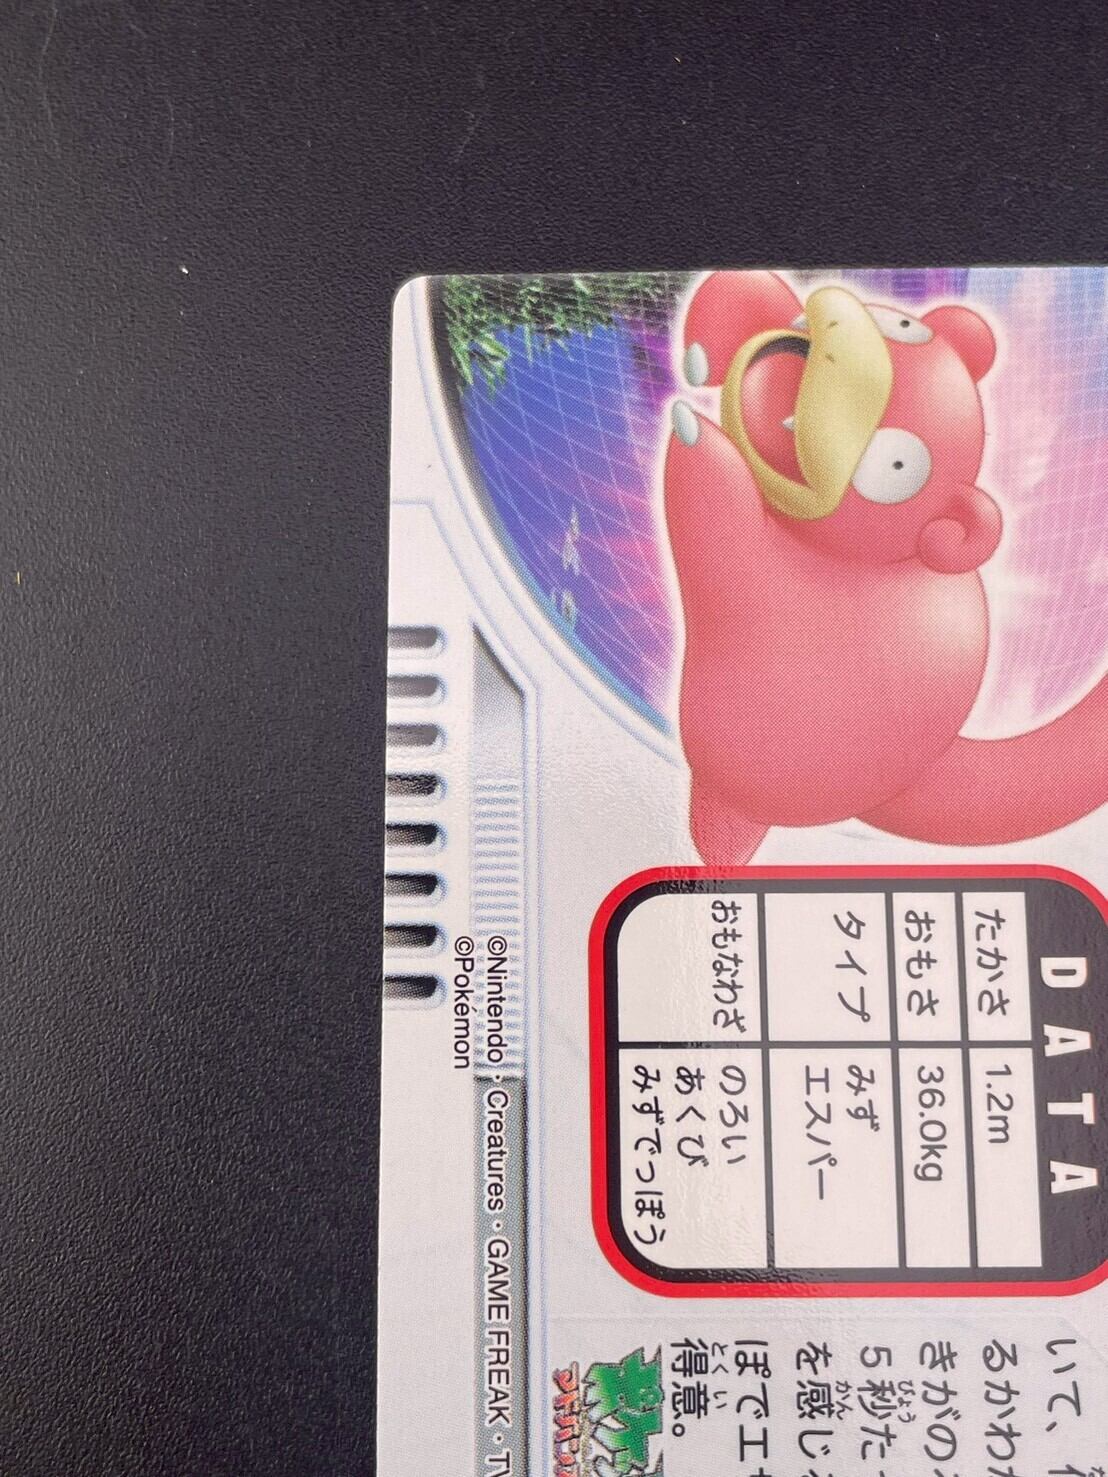 DATA
たかさ 1.2m
おもさ 36.0kg
タイプ みず
エスパー
おもなわざ のろい
あくび
みずでっぽう
いて、
るかわ
きがの
5秒た
を感じ
ぽでエ
得意。
©Nintendo・Creatures・GAME FREAK・TV
©Pokémon